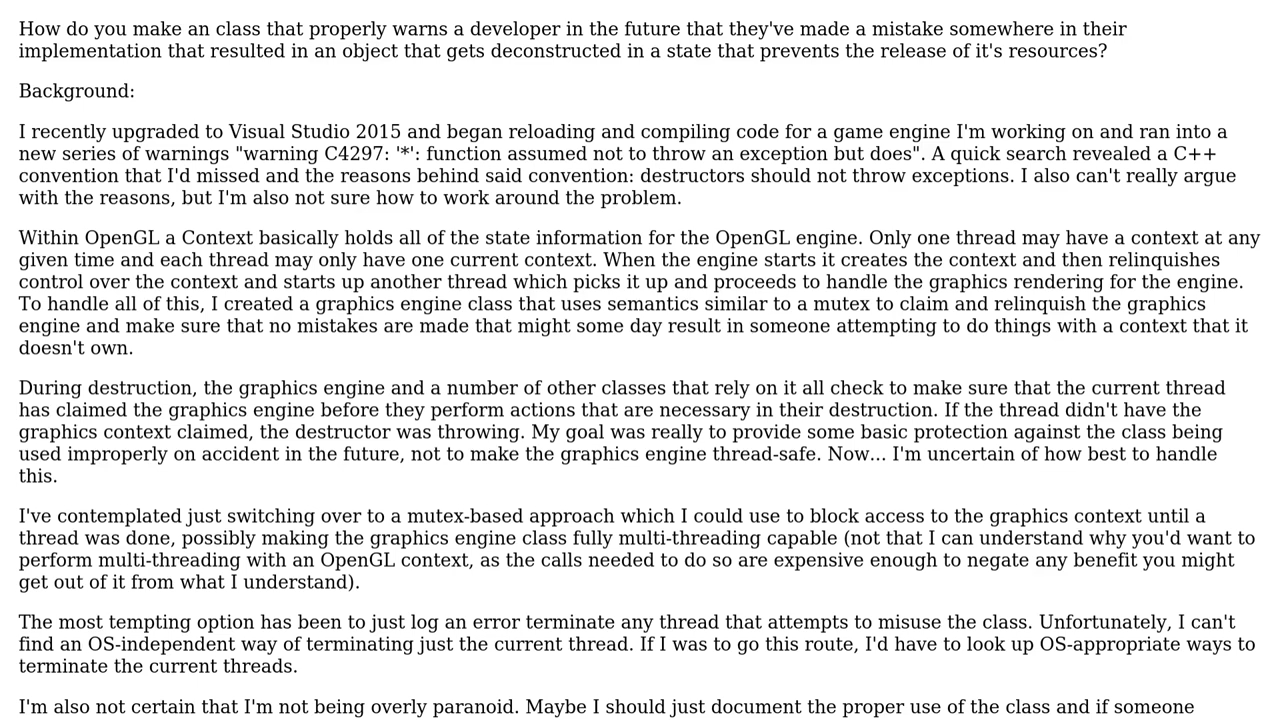 How do you make an class that properly warns a developer in the future that they've made a mistake somewhere in their
implementation that resulted in an object that gets deconstructed in a state that prevents the release of it's resources?
Background:
I recently upgraded to Visual Studio 2015 and began reloading and compiling code for a game engine I'm working on and ran into a
new series of warnings "warning C4297: '*': function assumed not to throw an exception but does". A quick search revealed a C++
convention that I'd missed and the reasons behind said convention: destructors should not throw exceptions. I also can't really argue
with the reasons, but I'm also not sure how to work around the problem.
Within OpenGL a Context basically holds all of the state information for the OpenGL engine. Only one thread may have a context at any
given time and each thread may only have one current context. When the engine starts it creates the context and then relinquishes
control over the context and starts up another thread which picks it up and proceeds to handle the graphics rendering for the engine.
To handle all of this, I created a graphics engine class that uses semantics similar to a mutex to claim and relinquish the graphics
engine and make sure that no mistakes are made that might some day result in someone attempting to do things with a context that it
doesn't own.
During destruction, the graphics engine and a number of other classes that rely on it all check to make sure that the current thread
has claimed the graphics engine before they perform actions that are necessary in their destruction. If the thread didn't have the
graphics context claimed, the destructor was throwing. My goal was really to provide some basic protection against the class being
used improperly on accident in the future, not to make the graphics engine thread-safe. Now... I'm uncertain of how best to handle
this.
I've contemplated just switching over to a mutex-based approach which I could use to block access to the graphics context until a
thread was done, possibly making the graphics engine class fully multi-threading capable (not that I can understand why you'd want to
perform multi-threading with an OpenGL context, as the calls needed to do so are expensive enough to negate any benefit you might
get out of it from what I understand).
The most tempting option has been to just log an error terminate any thread that attempts to misuse the class. Unfortunately, I can't
find an OS-independent way of terminating just the current thread. If I was to go this route, I'd have to look up OS-appropriate ways to
terminate the current threads.
I'm also not certain that I'm not being overly paranoid. Maybe I should just document the proper use of the class and if someone